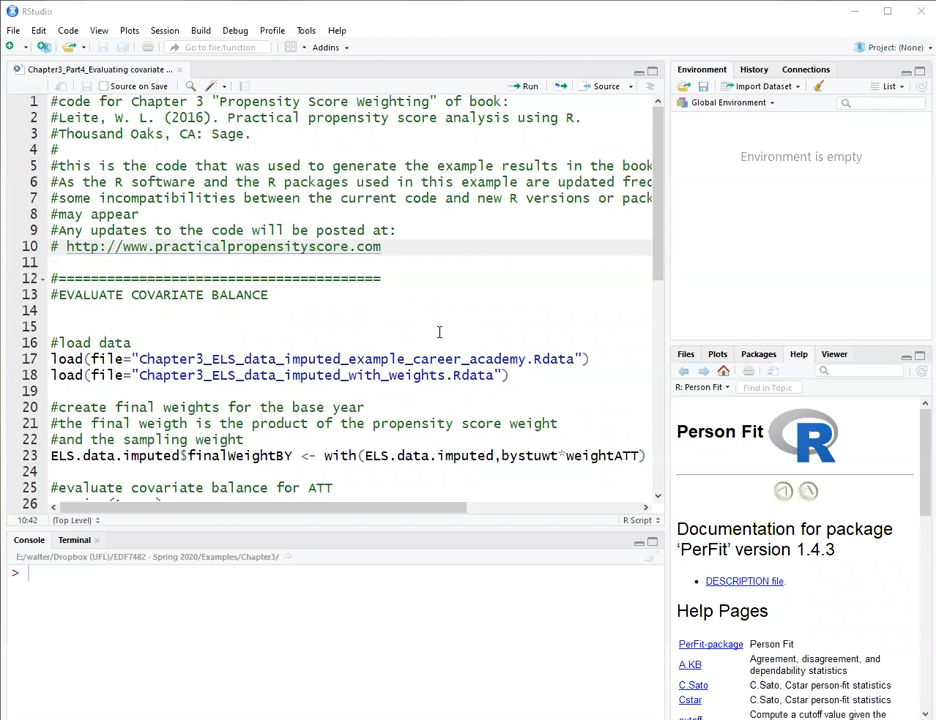 RStudio
File Edit Code View Plots Session Build Debug Profile Tools Help
Go to file/function Addins Project: (None)
Chapter3_Part4_Evaluating covariate ...
Source on Save Run Source
1 #code for Chapter 3 "Propensity Score Weighting" of book:
2 #Leite, W. L. (2016). Practical propensity score analysis using R.
3 #Thousand Oaks, CA: Sage.
4 #
5 #this is the code that was used to generate the example results in the book
6 #As the R software and the R packages used in this example are updated freq
7 #some incompatibilities between the current code and new R versions or pack
8 #may appear
9 #Any updates to the code will be posted at:
10 # http://www.practicalpropensityscore.com
11
12 #=========================================
13 #EVALUATE COVARIATE BALANCE
14
15
16 #load data
17 load(file="Chapter3_ELS_data_imputed_example_career_academy.Rdata")
18 load(file="Chapter3_ELS_data_imputed_with_weights.Rdata")
19
20 #create final weights for the base year
21 #the final weigth is the product of the propensity score weight
22 #and the sampling weight
23 ELS.data.imputed$finalWeightBY <- with(ELS.data.imputed,bystuwt*weightATT)
24
25 #evaluate covariate balance for ATT
26
10:42 (Top Level) R Script
Console Terminal
E:/walter/Dropbox (UFL)/EDF7482 - Spring 2020/Examples/Chapter3/
>
Environment History Connections
Import Dataset List
Global Environment
Environment is empty
Files Plots Packages Help Viewer
R: Person Fit Find in Topic
Person Fit R
Documentation for package
‘PerFit’ version 1.4.3
DESCRIPTION file.
Help Pages
PerFit-package Person Fit
A.KB Agreement, disagreement, and
dependability statistics
C.Sato C.Sato, Cstar person-fit statistics
Cstar C.Sato, Cstar person-fit statistics
cutoff Compute a cutoff value given the